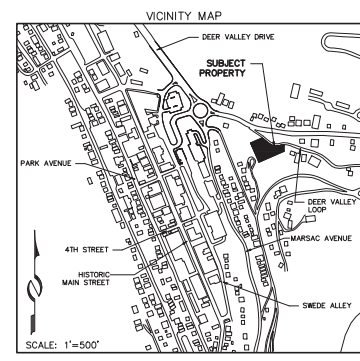 VICINITY MAP
DEER VALLEY DRIVE
SUBJECT
PROPERTY
PARK AVENUE
DEER VALLEY
LOOP
4TH STREET
MARSAC AVENUE
HISTORIC
MAIN STREET
SWEDE ALLEY
SCALE: 1'=500'